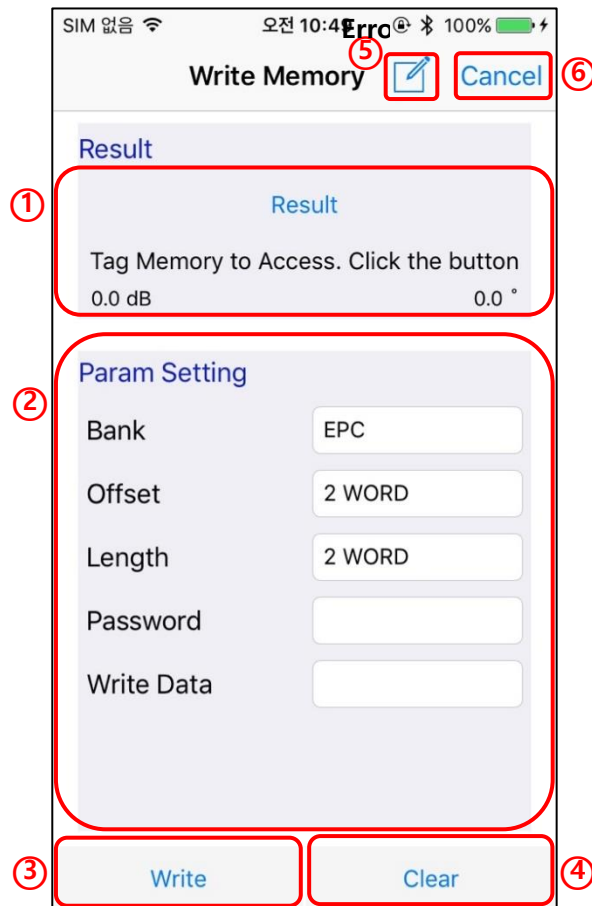 SIM 없음 오전 10:49 Erro 100%
⑤
Write Memory Cancel ⑥
Result
①
Result
Tag Memory to Access. Click the button
0.0 dB 0.0 °
Param Setting
②
Bank EPC
Offset 2 WORD
Length 2 WORD
Password
Write Data
③ Write Clear ④